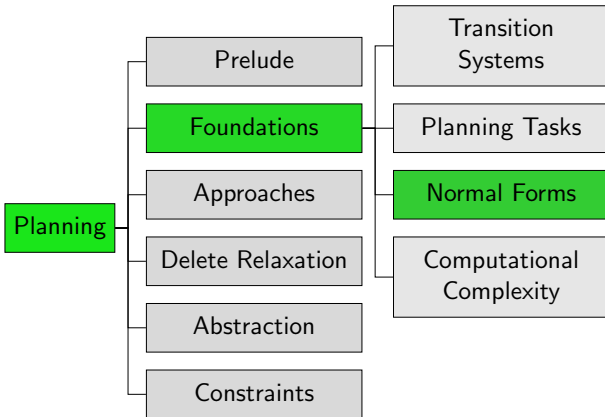 Planning
Prelude
Foundations
Approaches
Delete Relaxation
Abstraction
Constraints
Transition
Systems
Planning Tasks
Normal Forms
Computational
Complexity